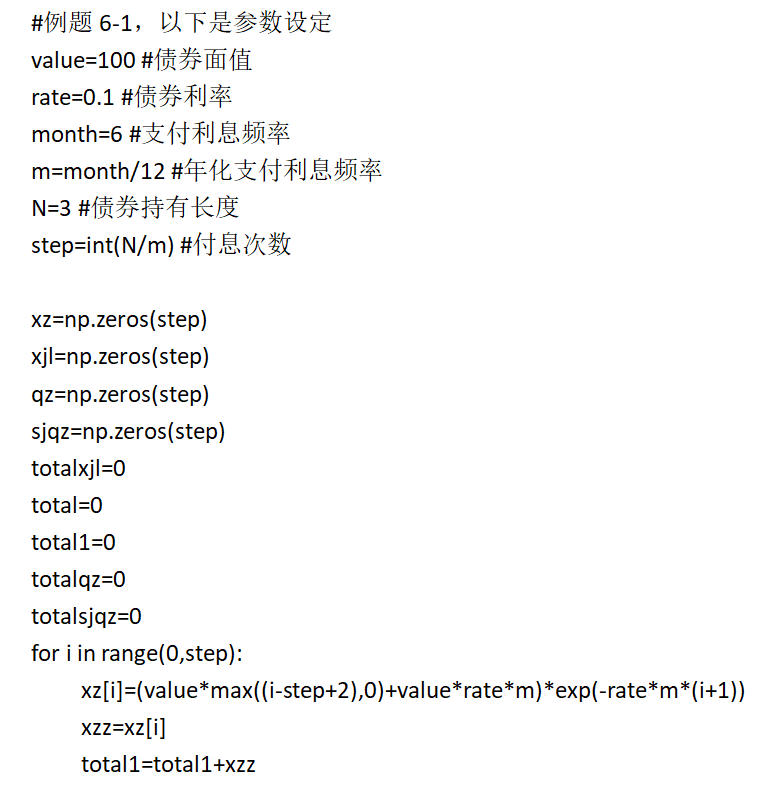 #例题 6-1，以下是参数设定
value=100 #债券面值
rate=0.1 #债券利率
month=6 #支付利息频率
m=month/12 #年化支付利息频率
N=3 #债券持有长度
step=int(N/m) #付息次数
xz=np.zeros(step)
xjl=np.zeros(step)
qz=np.zeros(step)
sjqz=np.zeros(step)
totalxjl=0
total=0
total1=0
totalqz=0
totalsjqz=0
for i in range(0,step):
xz[i]=(value*max((i-step+2),0)+value*rate*m)*exp(-rate*m*(i+1))
xzz=xz[i]
total1=total1+xzz